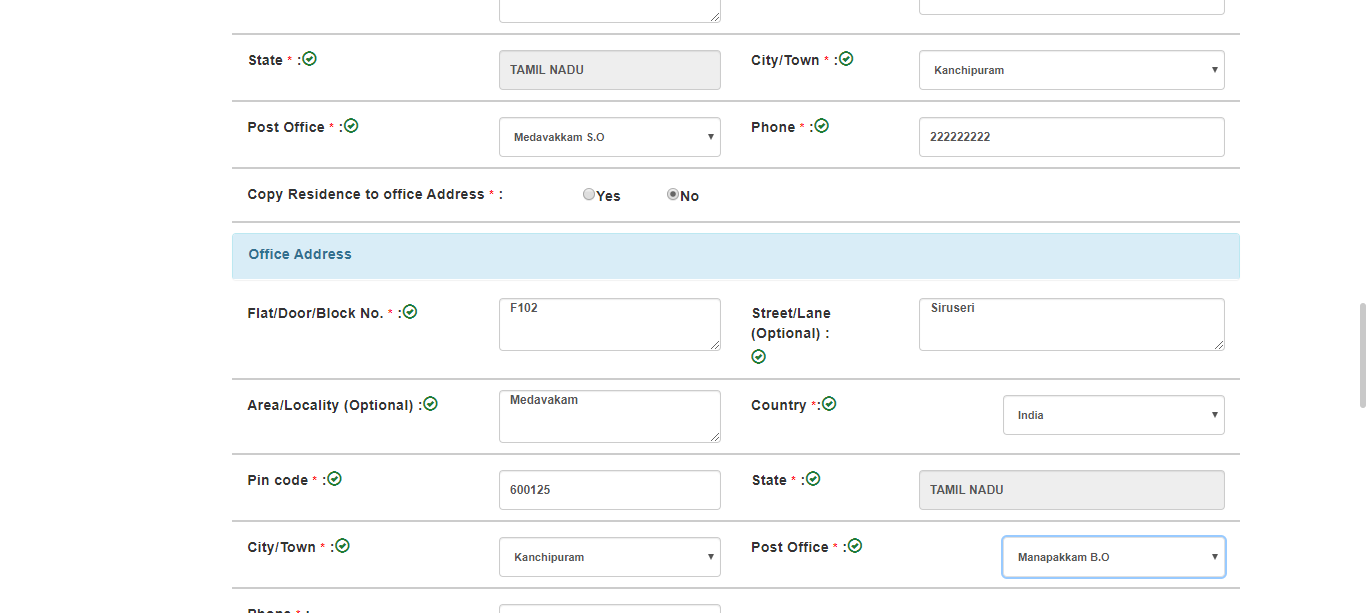 State * : TAMIL NADU City/Town * : Kanchipuram
Post Office * : Medavakkam S.O Phone * : 222222222
Copy Residence to office Address * : Yes No
Office Address
Flat/Door/Block No. * : F102 Street/Lane Siruseri
(Optional) :
Area/Locality (Optional) : Medavakam Country *: India
Pin code * : 600125 State * : TAMIL NADU
City/Town * : Kanchipuram Post Office * : Manapakkam B.O
Phone * :